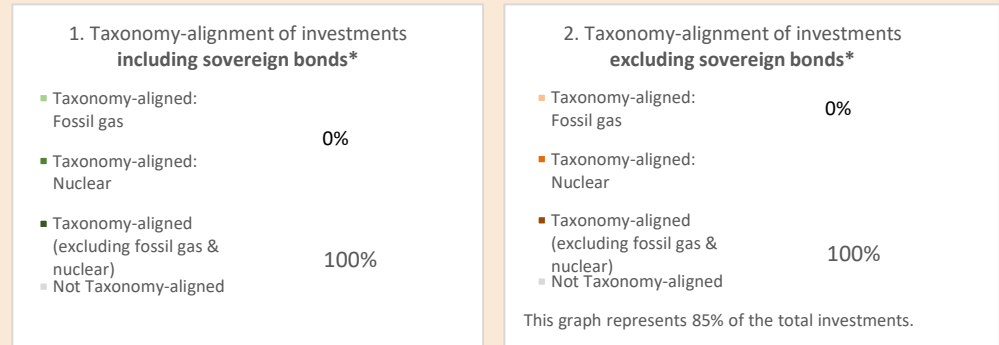 1. Taxonomy-alignment of investments
including sovereign bonds*
Taxonomy-aligned:
Fossil gas
0%
Taxonomy-aligned:
Nuclear
Taxonomy-aligned
(excluding fossil gas &
nuclear)
100%
Not Taxonomy-aligned
2. Taxonomy-alignment of investments
excluding sovereign bonds*
Taxonomy-aligned:
Fossil gas
0%
Taxonomy-aligned:
Nuclear
Taxonomy-aligned
(excluding fossil gas &
nuclear)
100%
Not Taxonomy-aligned
This graph represents 85% of the total investments.